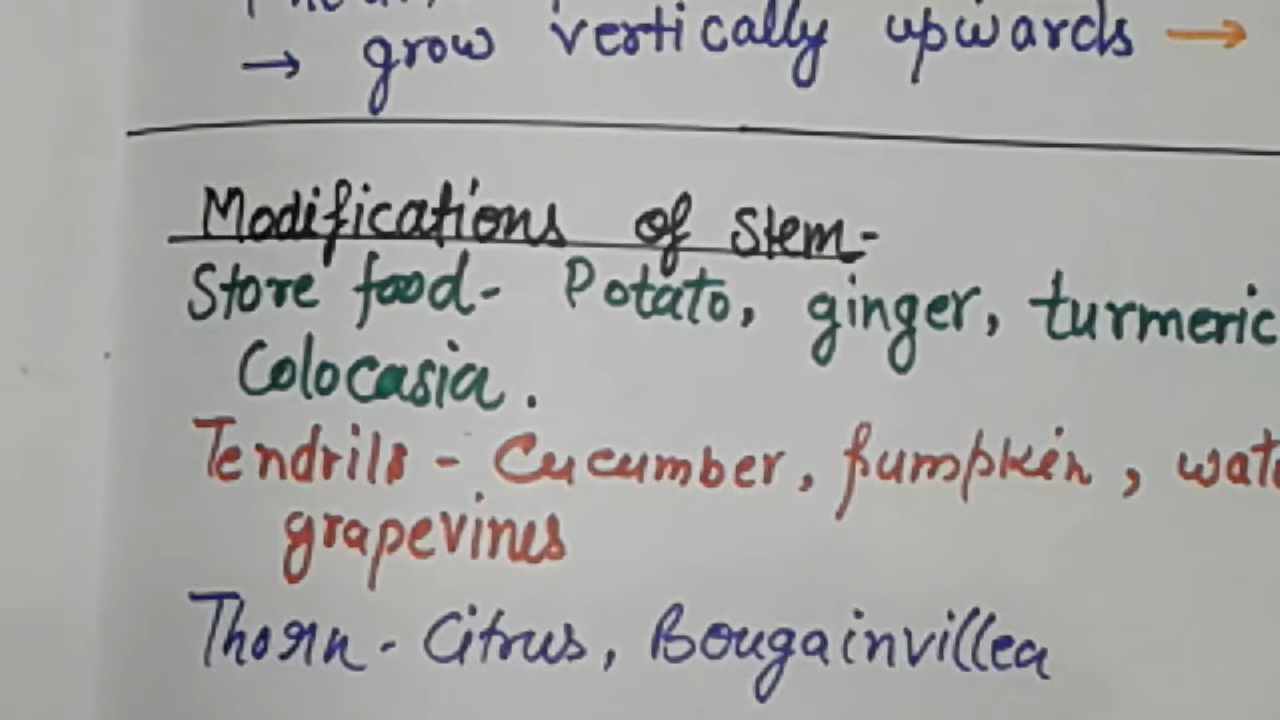 → grow vertically upwards →
Modifications of Stem-
Store food- Potato, ginger, turmeric
Colocasia.
Tendrils - Cucumber, pumpkin, wat
grapevines
Thorn - Citrus, Bougainvillea